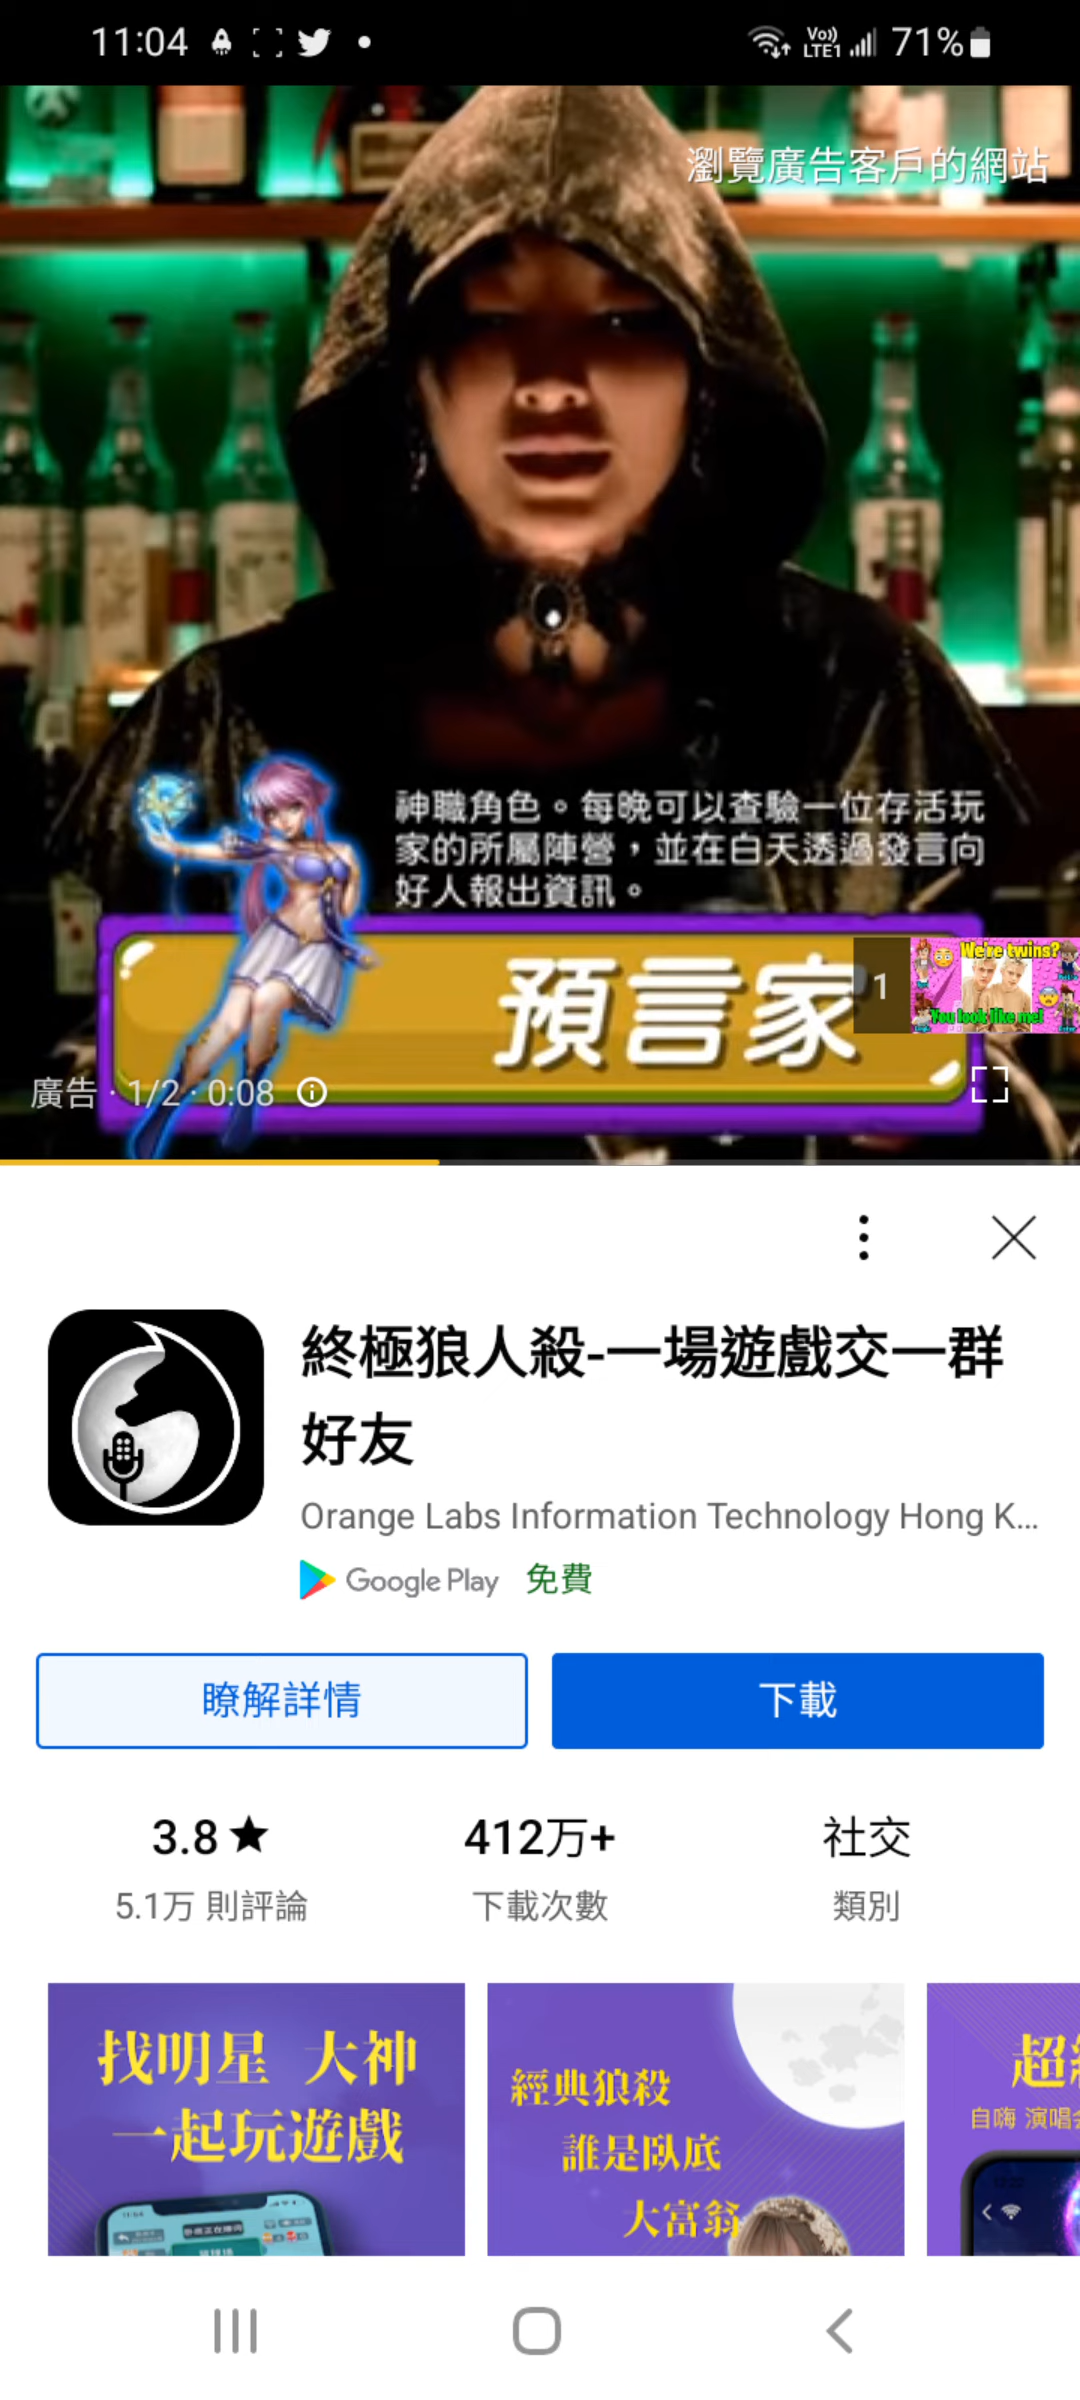 11:04
Vo))
LTE1
71%
瀏覽廣告客戶的網站
神職角色。每晚可以查驗一位存活玩
家的所屬陣營，並在白天透過發言向
好人報出資訊。
預言家
1
We're twins?
You look like me!
廣告 · 1/2 · 0:08
終極狼人殺-一場遊戲交一群
好友
Orange Labs Information Technology Hong K...
Google Play 免費
瞭解詳情
下載
3.8★
412万+
社交
5.1万 則評論
下載次數
類別
找明星 大神
一起玩遊戲
經典狼殺
誰是臥底
大富翁
超
自嗨 演唱